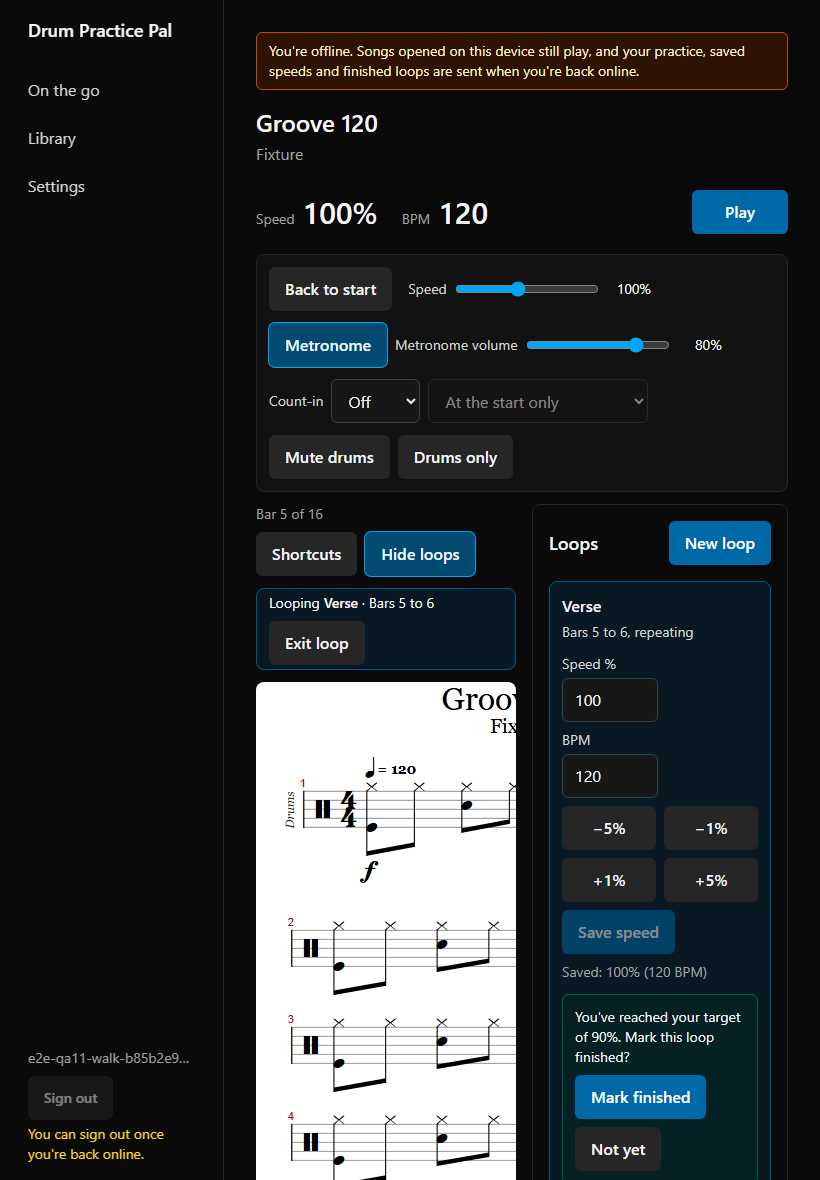 Drum Practice Pal
On the go
Library
Settings
e2e-qa11-walk-b85b2e9...
Sign out
You can sign out once
you're back online.
You're offline. Songs opened on this device still play, and your practice, saved
speeds and finished loops are sent when you're back online.
Groove 120
Fixture
Speed 100% BPM 120
Play
Back to start Speed 100%
Metronome Metronome volume 80%
Count-in Off At the start only
Mute drums Drums only
Bar 5 of 16
Shortcuts Hide loops
Looping Verse · Bars 5 to 6
Exit loop
Groov
Fix
= 120
1
Drums
4
4
f
2
3
4
Loops
New loop
Verse
Bars 5 to 6, repeating
Speed %
100
BPM
120
−5% −1%
+1% +5%
Save speed
Saved: 100% (120 BPM)
You've reached your target
of 90%. Mark this loop
finished?
Mark finished
Not yet